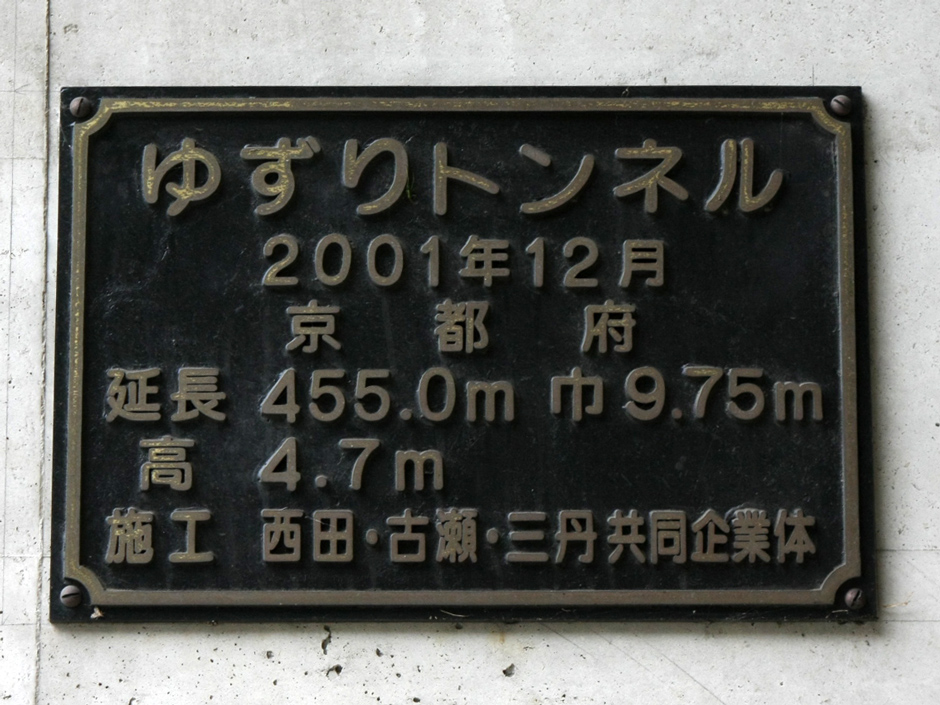 ゆずりトンネル
2001年12月
京都府
延長 455.0m 巾9.75m
高 4.7m
施工 西田・古瀬・三丹共同企業体